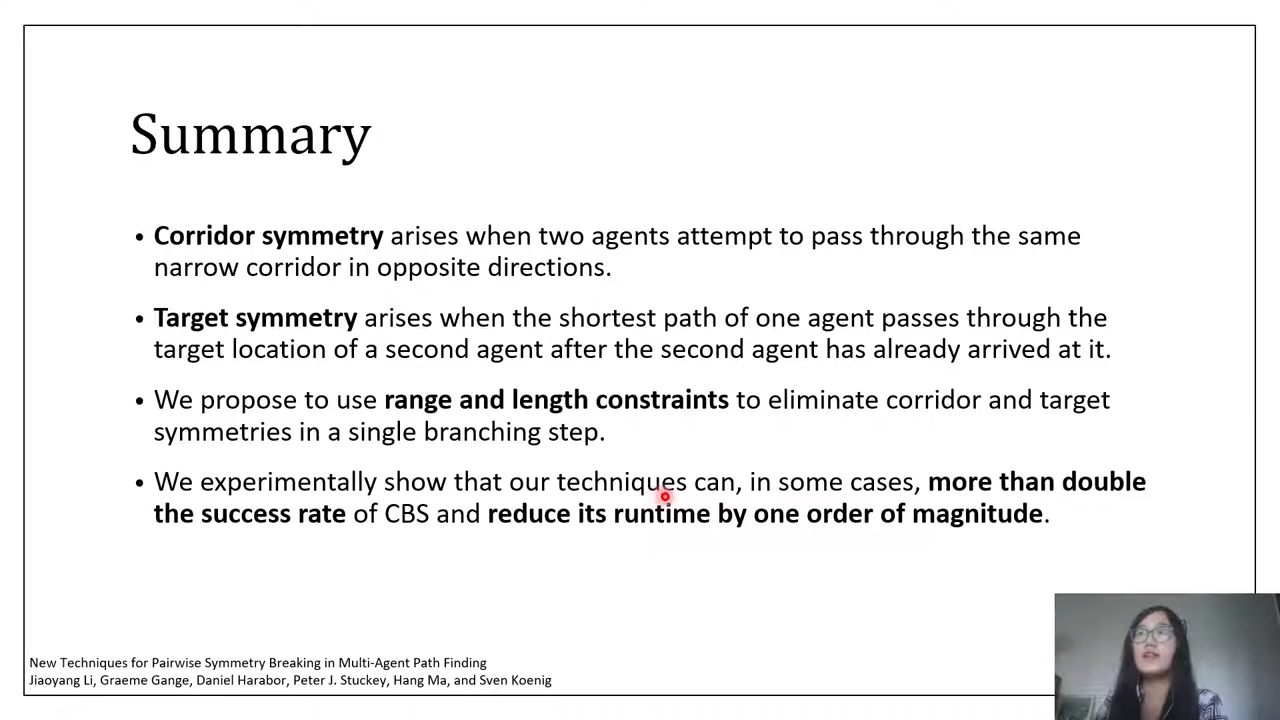 Summary
• Corridor symmetry arises when two agents attempt to pass through the same
narrow corridor in opposite directions.
• Target symmetry arises when the shortest path of one agent passes through the
target location of a second agent after the second agent has already arrived at it.
• We propose to use range and length constraints to eliminate corridor and target
symmetries in a single branching step.
• We experimentally show that our techniques can, in some cases, more than double
the success rate of CBS and reduce its runtime by one order of magnitude.
New Techniques for Pairwise Symmetry Breaking in Multi-Agent Path Finding
Jiaoyang Li, Graeme Gange, Daniel Harabor, Peter J. Stuckey, Hang Ma, and Sven Koenig